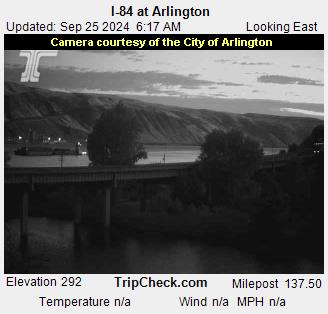 I-84 at Arlington
Updated: Sep 25 2024 6:17 AM Looking East
Camera courtesy of the City of Arlington
Elevation 292 TripCheck.com Milepost 137.50
Temperature n/a Wind n/a MPH n/a